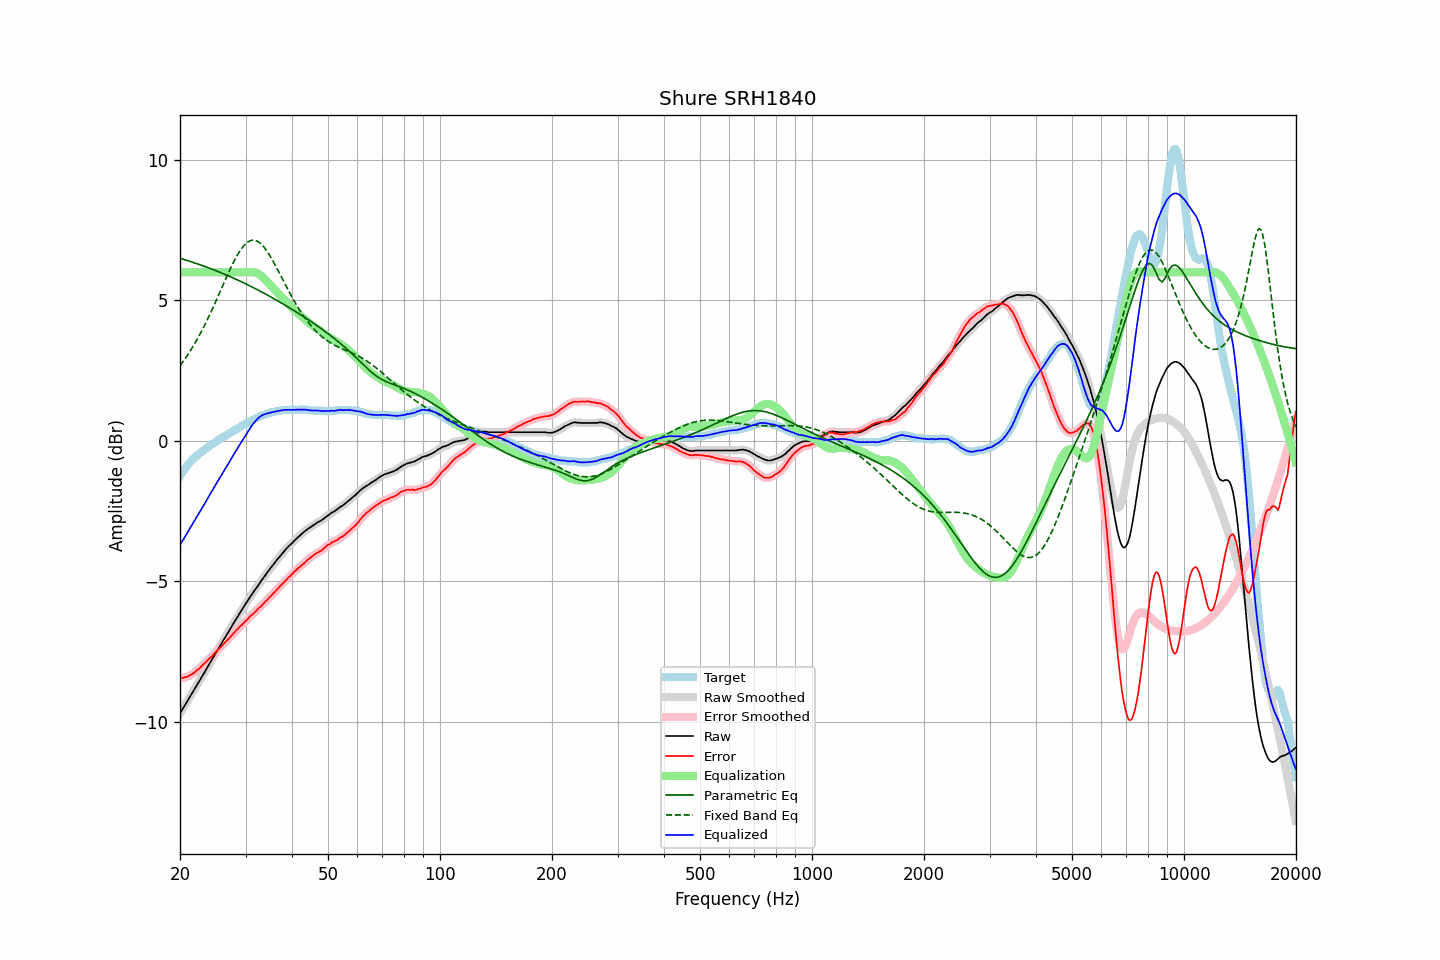 Shure SRH1840
Amplitude (dBr)
10
5
0
−5
−10
Target
Raw Smoothed
Error Smoothed
Raw
Error
Equalization
Parametric Eq
Fixed Band Eq
Equalized
20 50 100 200 500 1000 2000 5000 10000 20000
Frequency (Hz)